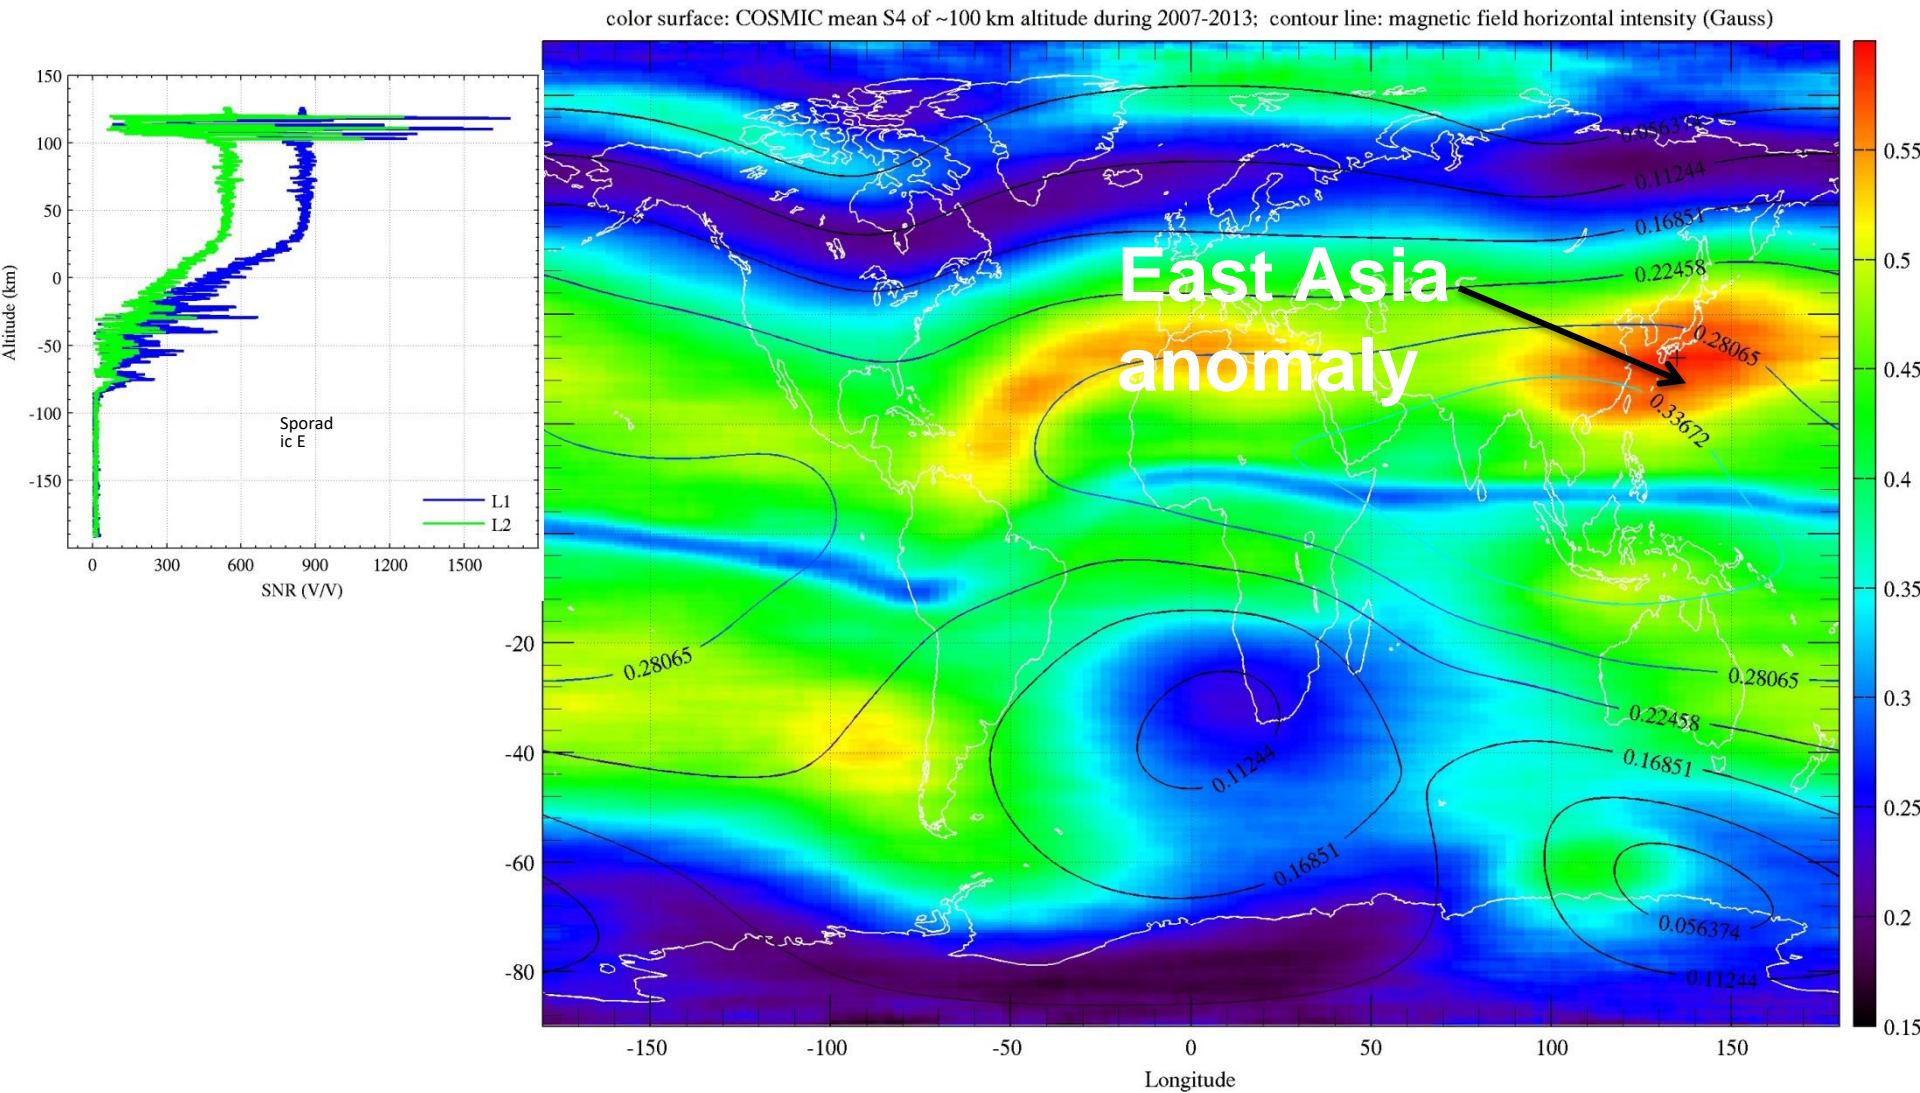 color surface: COSMIC mean S4 of ~100 km altitude during 2007-2013; contour line: magnetic field horizontal intensity (Gauss)
150
100
50
0
-50
-100
-150
Altitude (km)
Sporad
ic E
L1
L2
0 300 600 900 1200 1500
SNR (V/V)
East Asia
anomaly
0.056374
0.11244
0.16851
0.22458
0.28065
0.33672
0.28065
0.28065
0.22458
0.16851
0.11244
0.16851
0.056374
0.11244
-20
-40
-60
-80
-150 -100 -50 0 50 100 150
Longitude
0.55
0.5
0.45
0.4
0.35
0.3
0.25
0.2
0.15